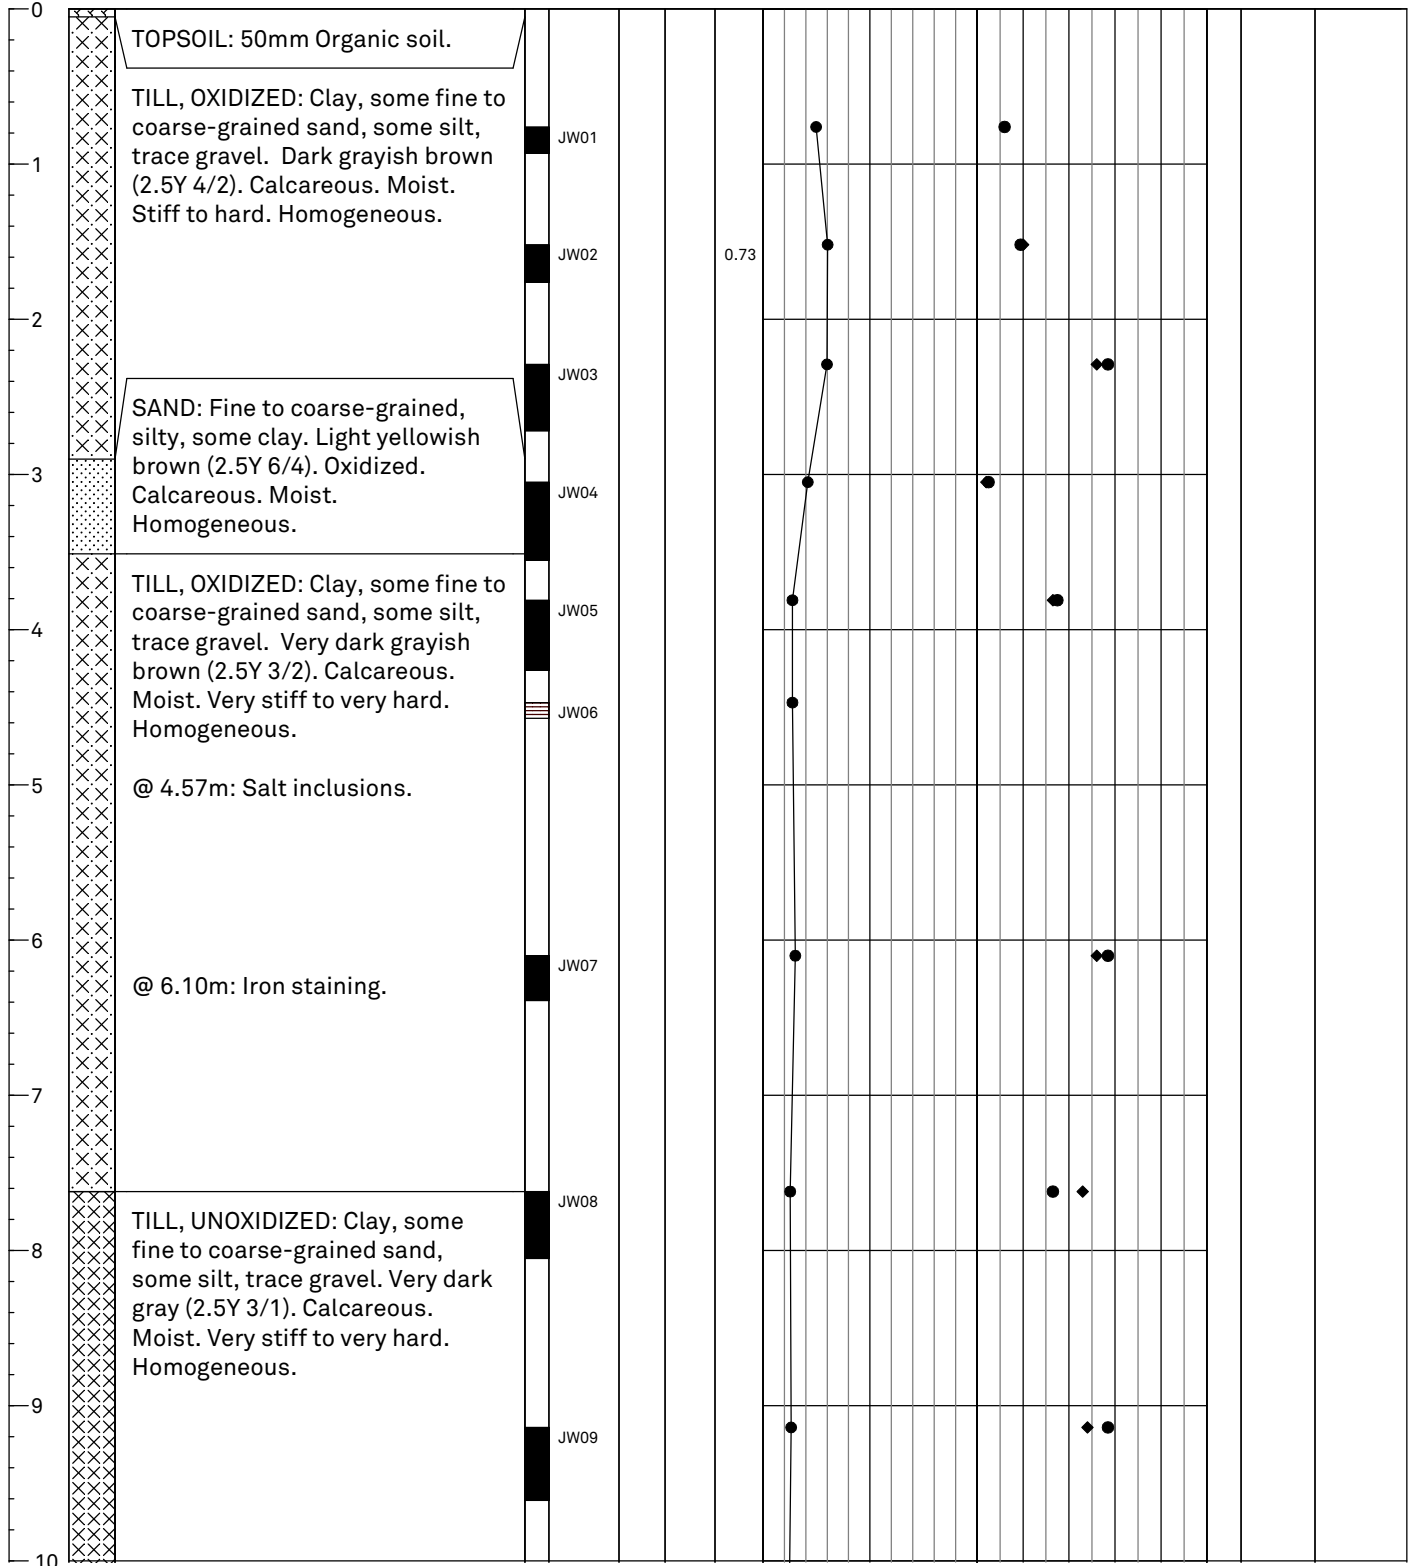 0
TOPSOIL: 50mm Organic soil.
TILL, OXIDIZED: Clay, some fine to
coarse-grained sand, some silt,
trace gravel.  Dark grayish brown
(2.5Y 4/2). Calcareous. Moist.
Stiff to hard. Homogeneous.
JW01
1
JW02
0.73
2
JW03
SAND: Fine to coarse-grained,
silty, some clay. Light yellowish
brown (2.5Y 6/4). Oxidized.
Calcareous. Moist.
Homogeneous.
3
JW04
TILL, OXIDIZED: Clay, some fine to
coarse-grained sand, some silt,
trace gravel.  Very dark grayish
brown (2.5Y 3/2). Calcareous.
Moist. Very stiff to very hard.
Homogeneous.
JW05
4
JW06
@ 4.57m: Salt inclusions.
5
6
JW07
@ 6.10m: Iron staining.
7
JW08
TILL, UNOXIDIZED: Clay, some
fine to coarse-grained sand,
some silt, trace gravel. Very dark
gray (2.5Y 3/1). Calcareous.
Moist. Very stiff to very hard.
Homogeneous.
8
9
JW09
10